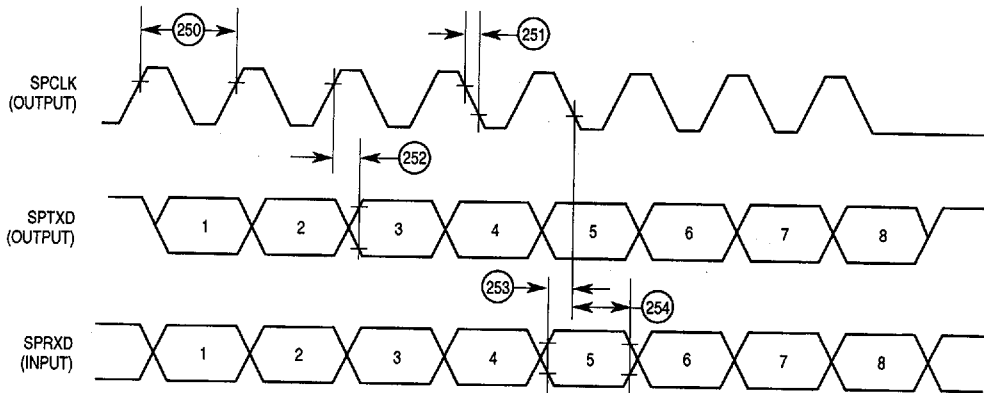 250
251
SPCLK
(OUTPUT)
252
SPTXD
(OUTPUT)
1 2 3 4 5 6 7 8
253
254
SPRXD
(INPUT)
1 2 3 4 5 6 7 8